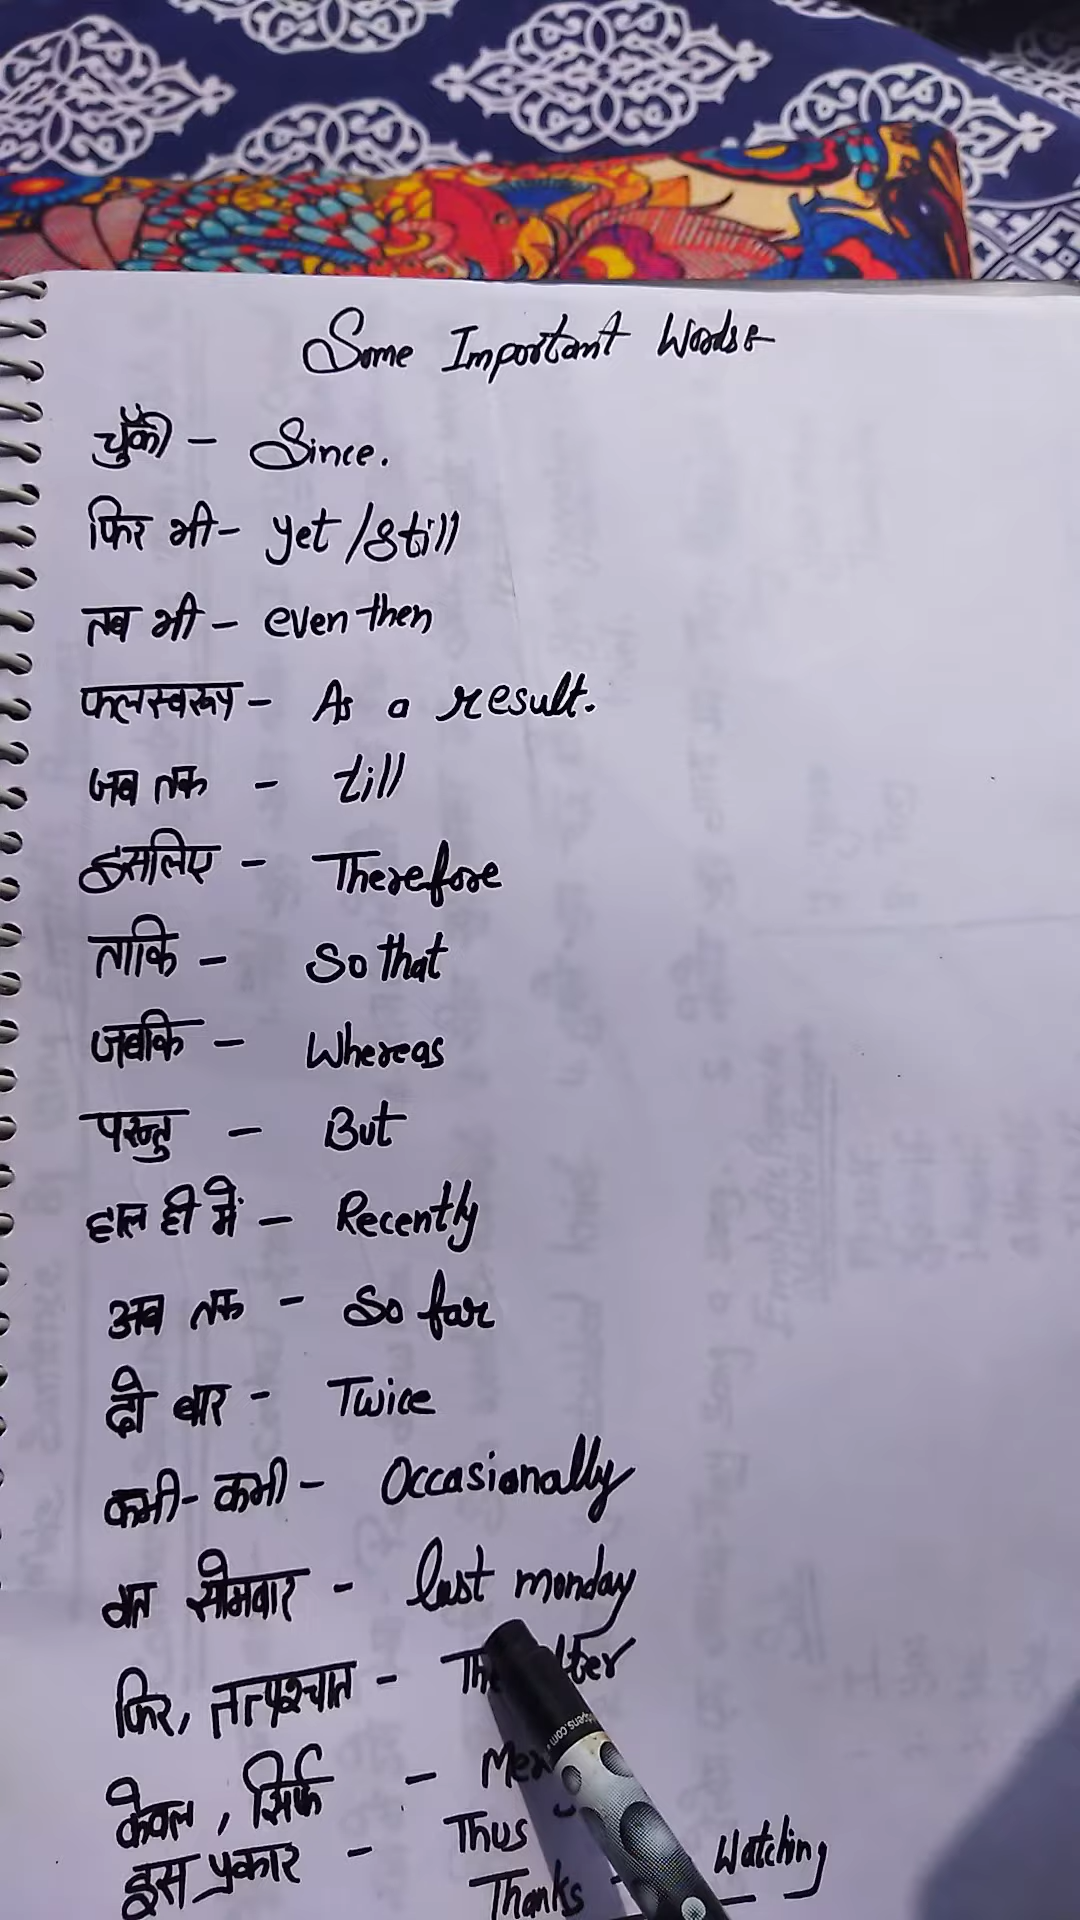 Some Important Words
चुँकी - Since.
फिर भी - yet / still
तब भी - even then
फलस्वरूप - As a result.
जब तक - till
इसलिए - Therefore
ताकि - So that
जबकि - Whereas
परन्तु - But
हाल ही में - Recently
अब तक - So far
दो बार - Twice
कभी-कभी - Occasionally
गत सोमवार - last monday
फिर, तत्पश्चात -
केवल, सिर्फ -
इस प्रकार - Thus
Thanks - Watching